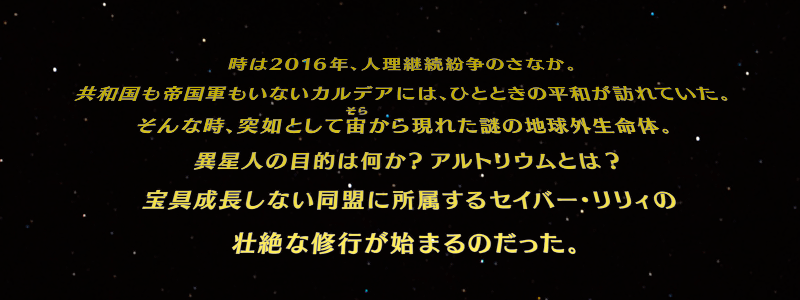 時は2016年、人理継続紛争のさなか。
共和国も帝国軍もいないカルデアには、ひとときの平和が訪れていた。
そら
そんな時、突如として宙から現れた謎の地球外生命体。
異星人の目的は何か？アルトリウムとは？
宝具成長しない同盟に所属するセイバー・リリィの
壮絶な修行が始まるのだった。